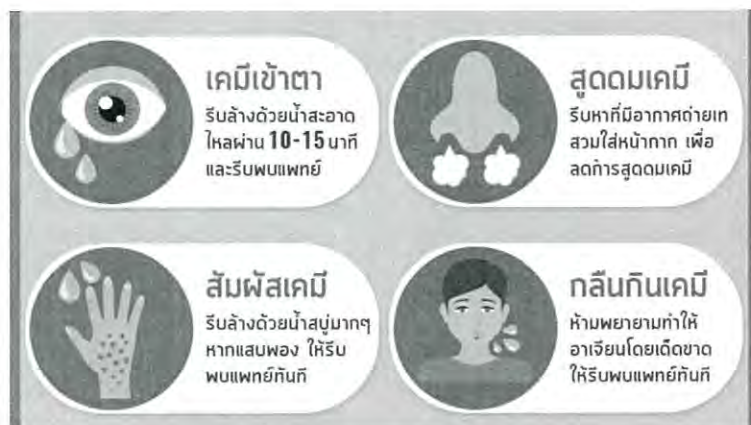 เคมีเข้าตา
รีบล้างด้วยน้ำสะอาด
ไหลผ่าน 10-15 นาที
และรีบพบแพทย์
สูดดมเคมี
รีบหาที่มีอากาศถ่ายเท
สวมใส่หน้ากาก เพื่อ
ลดการสูดดมเคมี
สัมผัสเคมี
รีบล้างด้วยน้ำสบู่มากๆ
หากแสบพอง ให้รีบ
พบแพทย์ทันที
กลืนกินเคมี
ห้ามพยายามทำให้
อาเจียนโดยเด็ดขาด
ให้รีบพบแพทย์ทันที